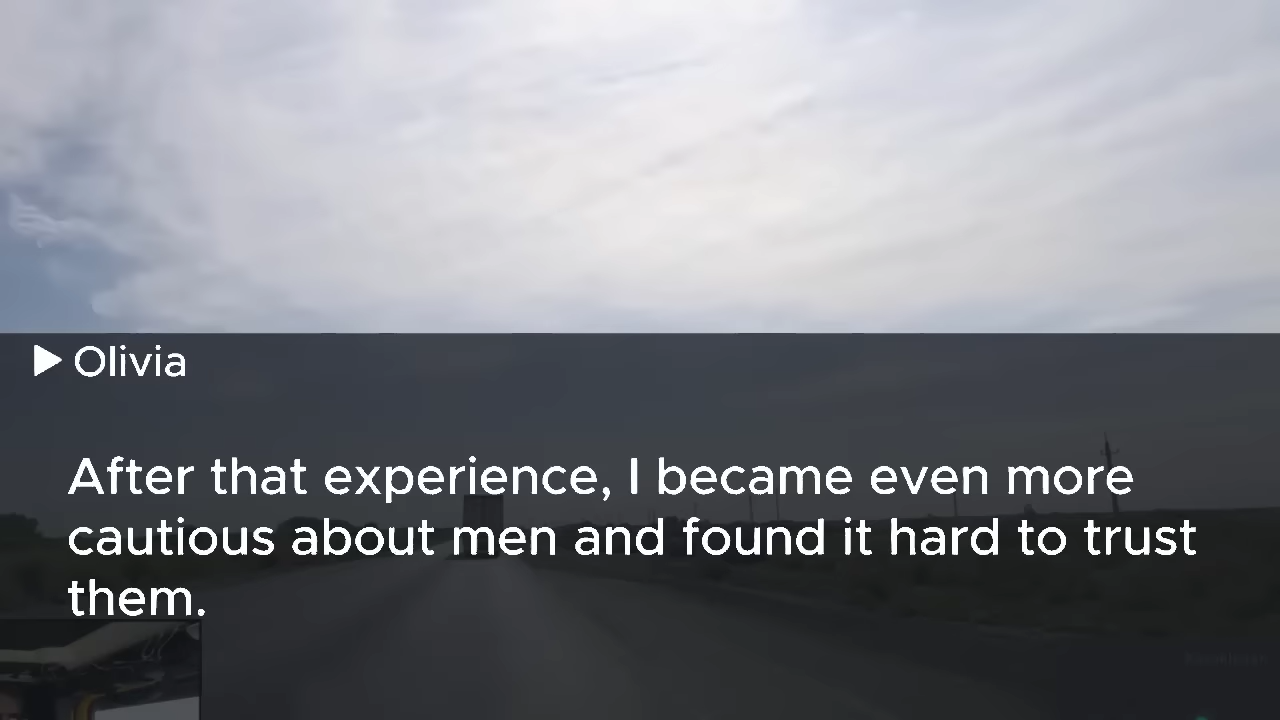 Olivia
After that experience, I became even more
cautious about men and found it hard to trust
them.